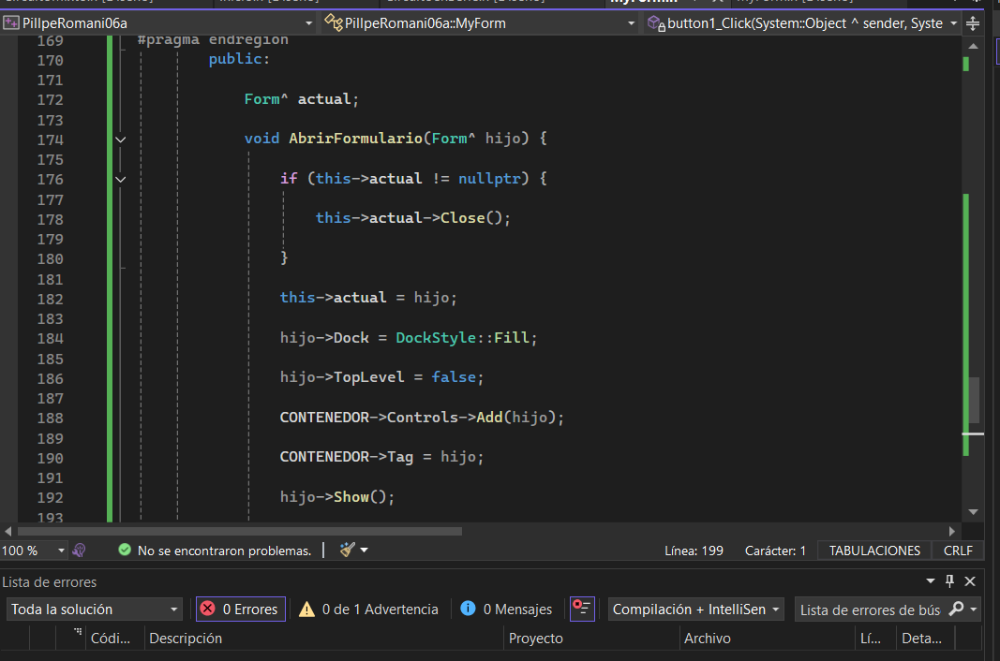 PillpeRomani06a PillpeRomani06a::MyForm button1_Click(System::Object ^ sender, Syste
169 #pragma endregion
170 public:
171
172 Form^ actual;
173
174 void AbrirFormulario(Form^ hijo) {
175
176 if (this->actual != nullptr) {
177
178 this->actual->Close();
179
180 }
181
182 this->actual = hijo;
183
184 hijo->Dock = DockStyle::Fill;
185
186 hijo->TopLevel = false;
187
188 CONTENEDOR->Controls->Add(hijo);
189
190 CONTENEDOR->Tag = hijo;
191
192 hijo->Show();
193
100 % No se encontraron problemas. Línea: 199 Carácter: 1 TABULACIONES CRLF
Lista de errores
Toda la solución 0 Errores 0 de 1 Advertencia 0 Mensajes Compilación + IntelliSen Lista de errores de bús
Códi... Descripción Proyecto Archivo Lí... Deta...